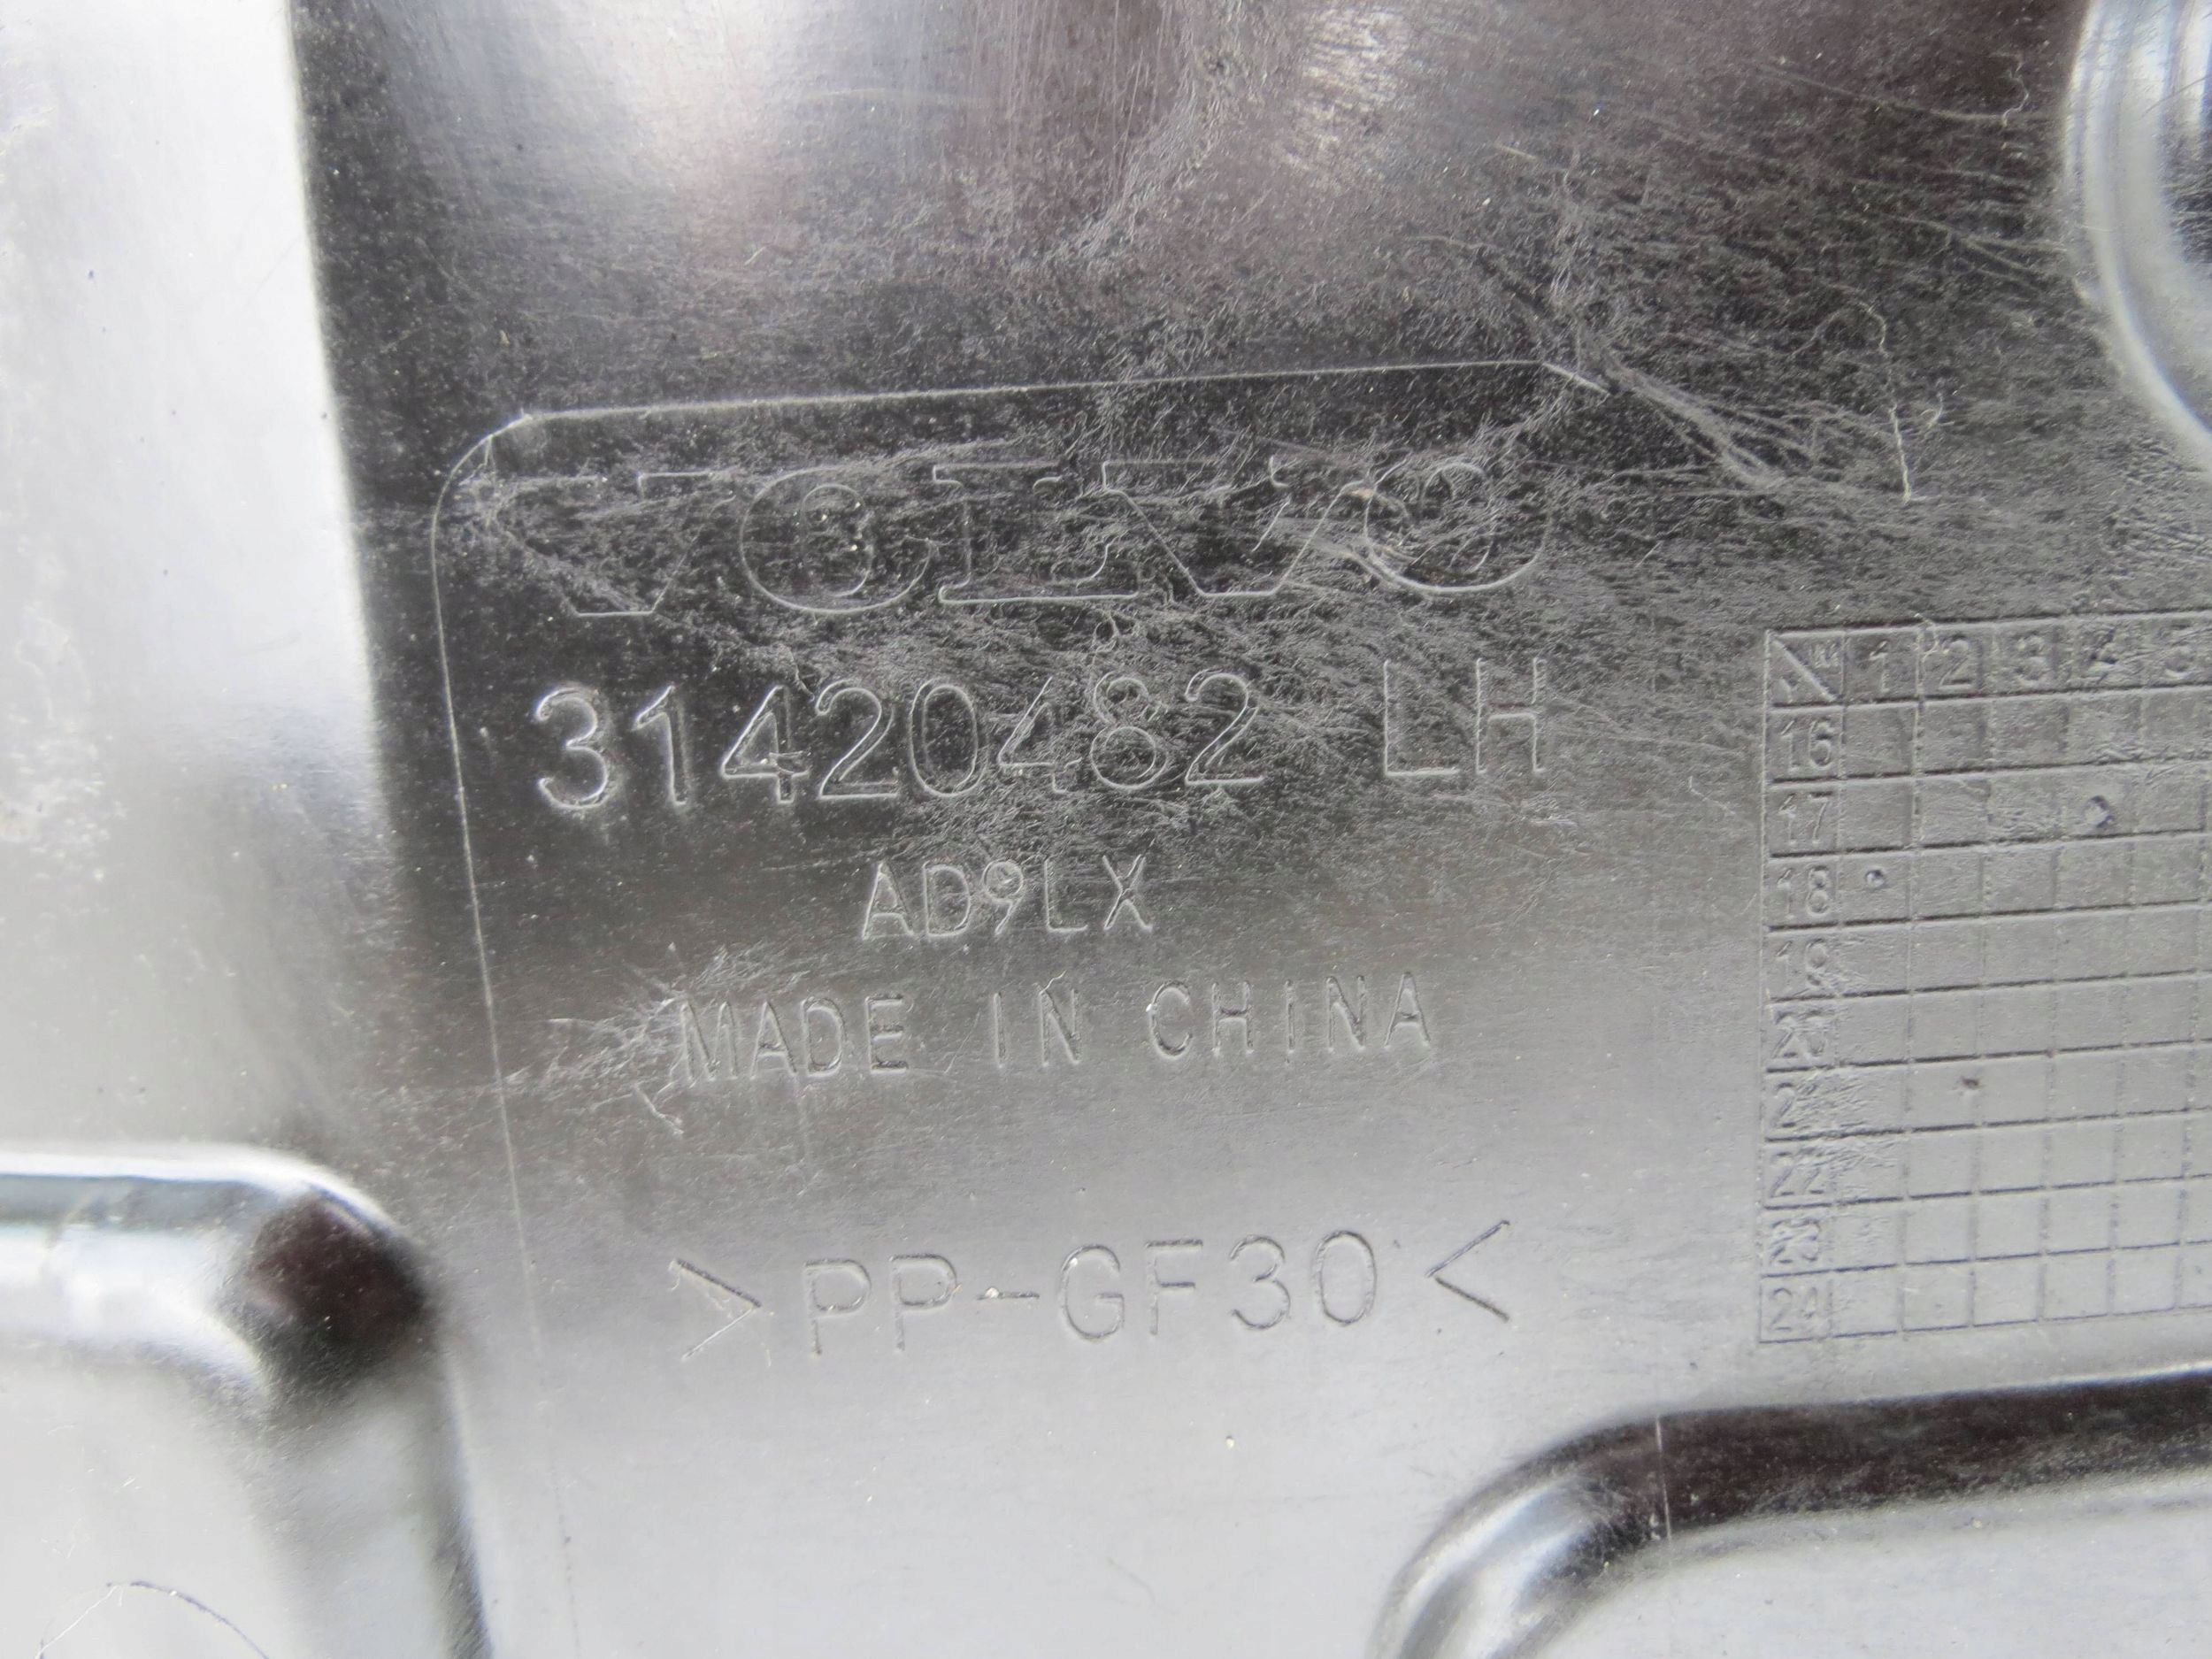 VOLVO
31420482 LH
AD9LX
MADE IN CHINA
>PP-GF30<
1 2 3 4 5
16
17
18
19
20
21
22
23
24